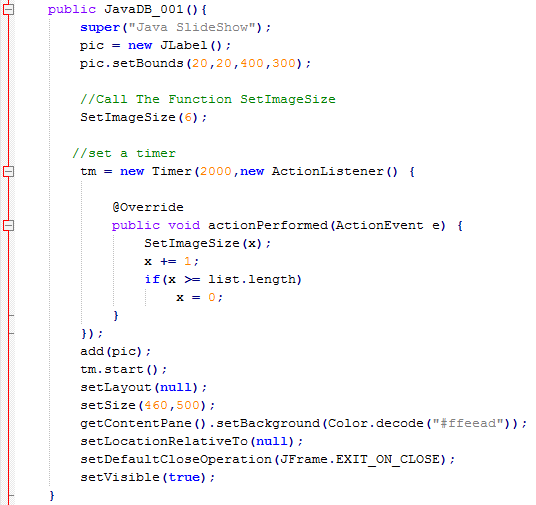 public JavaDB_001(){
super("Java SlideShow");
pic = new JLabel();
pic.setBounds(20,20,400,300);
//Call The Function SetImageSize
SetImageSize(6);
//set a timer
tm = new Timer(2000,new ActionListener() {
@Override
public void actionPerformed(ActionEvent e) {
SetImageSize(x);
x += 1;
if(x >= list.length)
x = 0;
}
});
add(pic);
tm.start();
setLayout(null);
setSize(460,500);
getContentPane().setBackground(Color.decode("#ffeead"));
setLocationRelativeTo(null);
setDefaultCloseOperation(JFrame.EXIT_ON_CLOSE);
setVisible(true);
}